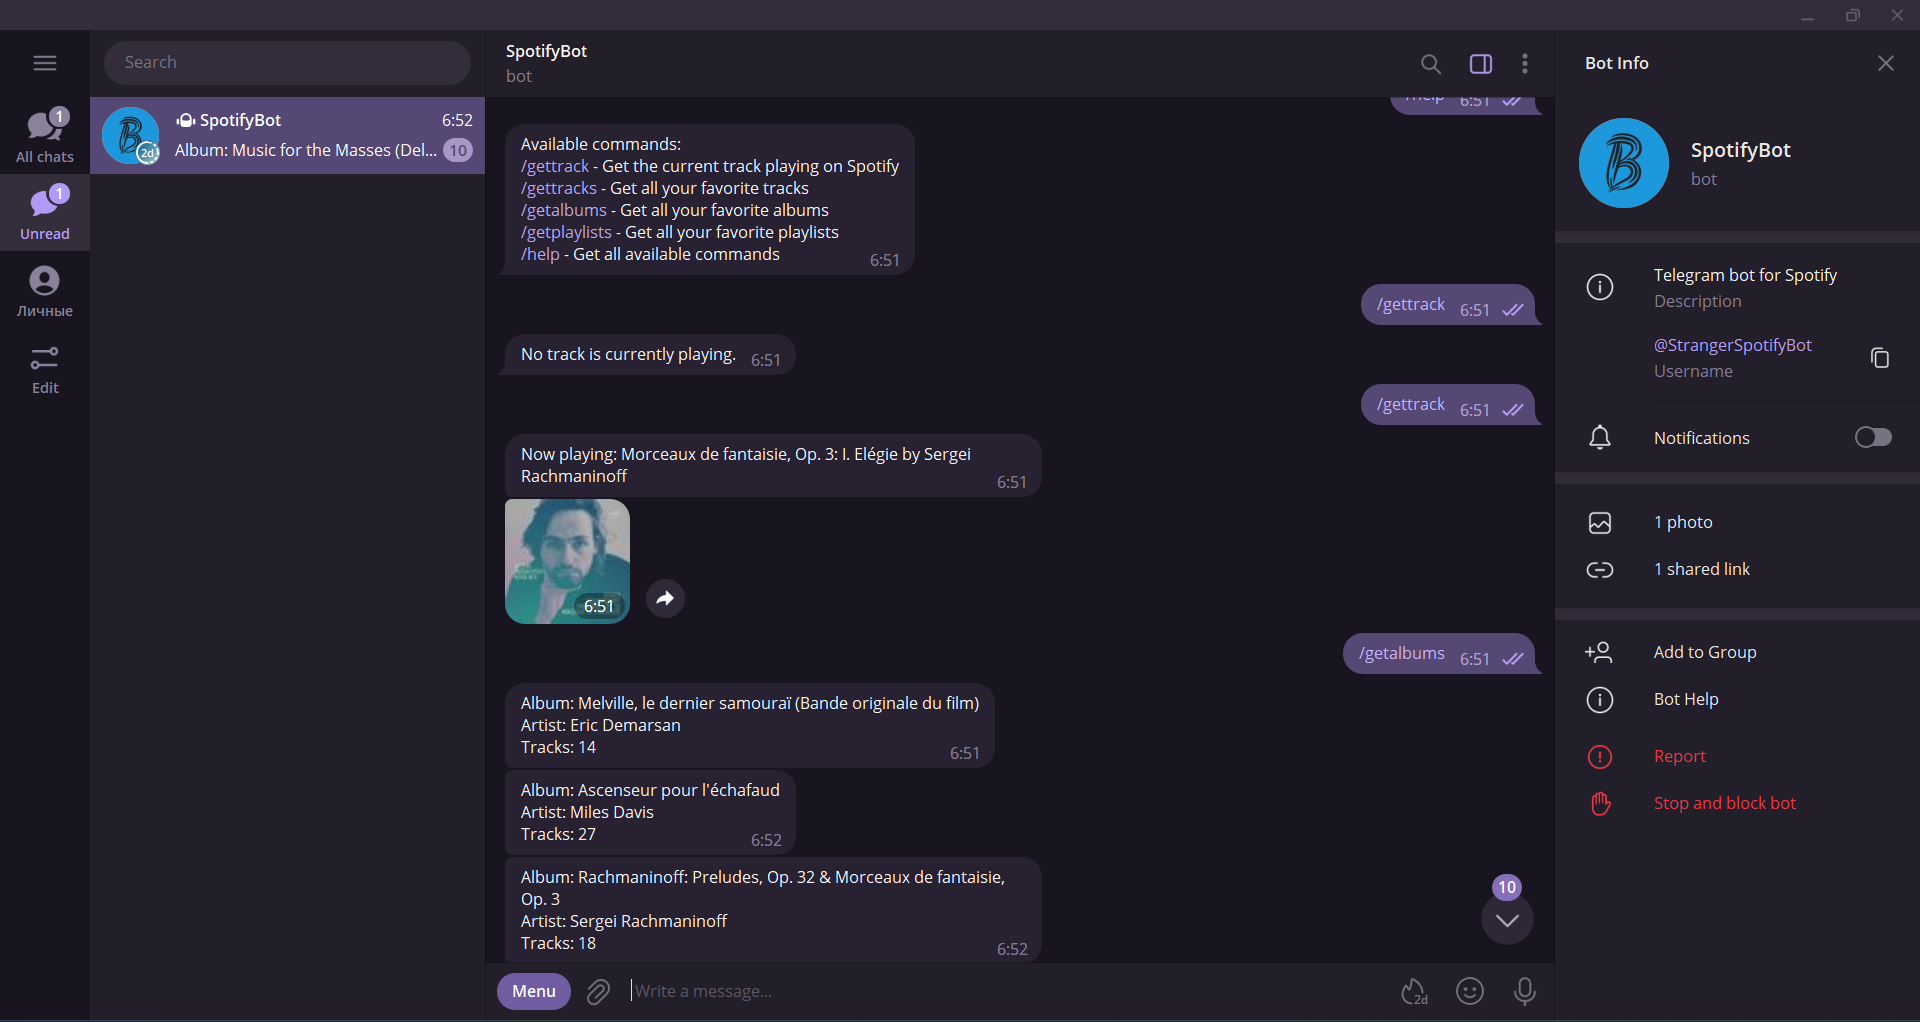 Search
1
All chats
1
Unread
Личные
Edit
SpotifyBot 6:52
Album: Music for the Masses (Del... 10
2d
SpotifyBot
bot
/help 6:51
Available commands:
/gettrack - Get the current track playing on Spotify
/gettracks - Get all your favorite tracks
/getalbums - Get all your favorite albums
/getplaylists - Get all your favorite playlists
/help - Get all available commands
6:51
/gettrack 6:51
No track is currently playing. 6:51
/gettrack 6:51
Now playing: Morceaux de fantaisie, Op. 3: I. Elégie by Sergei
Rachmaninoff
6:51
6:51
/getalbums 6:51
Album: Melville, le dernier samouraï (Bande originale du film)
Artist: Eric Demarsan
Tracks: 14
6:51
Album: Ascenseur pour l'échafaud
Artist: Miles Davis
Tracks: 27
6:52
Album: Rachmaninoff: Preludes, Op. 32 & Morceaux de fantaisie,
Op. 3
Artist: Sergei Rachmaninoff
Tracks: 18
6:52
10
Menu
Write a message...
2d
Bot Info
SpotifyBot
bot
Telegram bot for Spotify
Description
@StrangerSpotifyBot
Username
Notifications
1 photo
1 shared link
Add to Group
Bot Help
Report
Stop and block bot